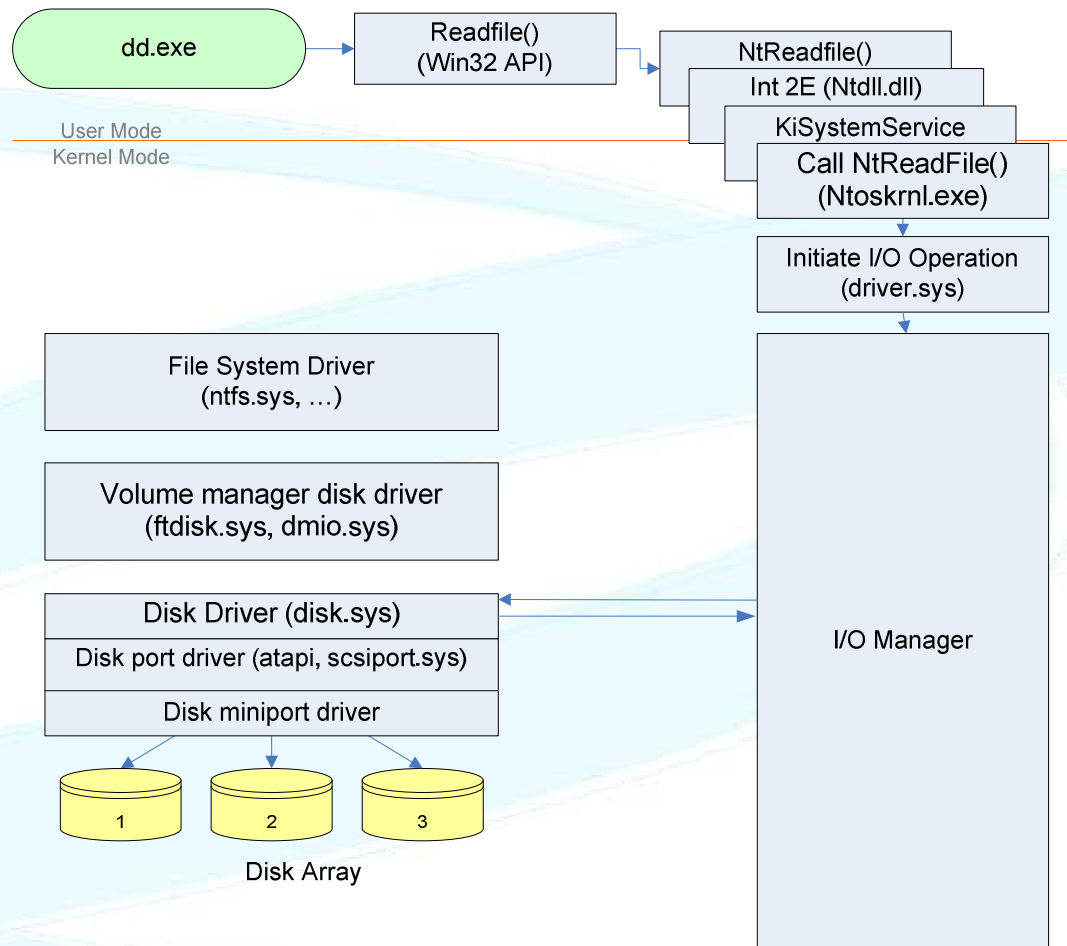 dd.exe
Readfile()
(Win32 API)
NtReadfile()
Int 2E (Ntdll.dll)
KiSystemService
Call NtReadFile()
(Ntoskrnl.exe)
User Mode
Kernel Mode
Initiate I/O Operation
(driver.sys)
File System Driver
(ntfs.sys, …)
Volume manager disk driver
(ftdisk.sys, dmio.sys)
Disk Driver (disk.sys)
Disk port driver (atapi, scsiport.sys)
Disk miniport driver
I/O Manager
1
2
3
Disk Array